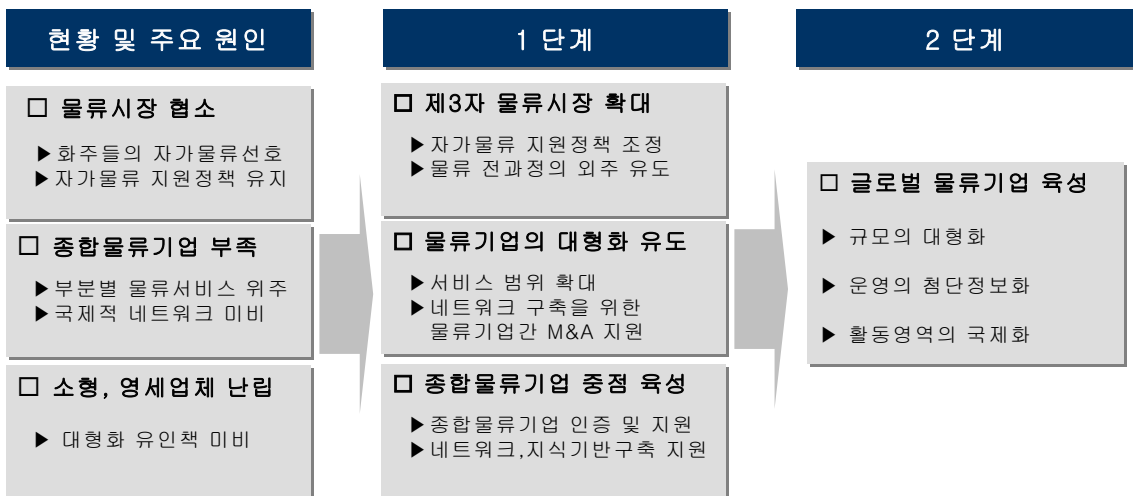 현황 및 주요 원인
□ 물류시장 협소
▶화주들의 자가물류선호
▶자가물류 지원정책 유지
□ 종합물류기업 부족
▶부분별 물류서비스 위주
▶국제적 네트워크 미비
□ 소형, 영세업체 난립
▶ 대형화 유인책 미비
1 단계
□ 제3자 물류시장 확대
▶자가물류 지원정책 조정
▶물류 전과정의 외주 유도
□ 물류기업의 대형화 유도
▶서비스 범위 확대
▶네트워크 구축을 위한
물류기업간 M&A 지원
□ 종합물류기업 중점 육성
▶종합물류기업 인증 및 지원
▶네트워크,지식기반구축 지원
2 단계
□ 글로벌 물류기업 육성
▶ 규모의 대형화
▶ 운영의 첨단정보화
▶ 활동영역의 국제화